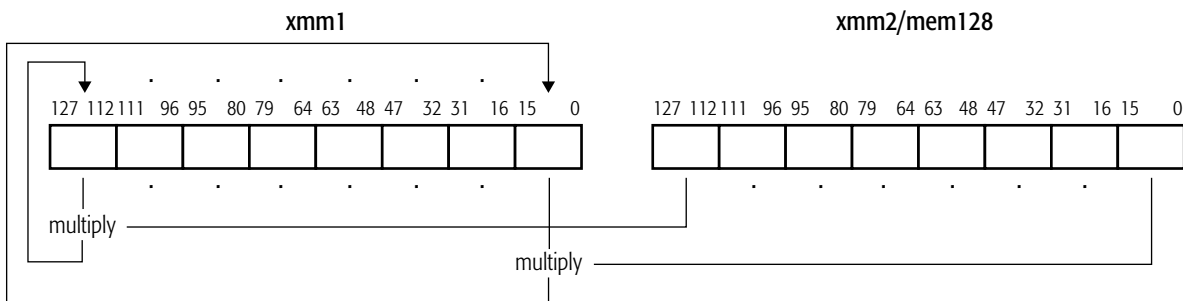 xmm1 xmm2/mem128
. . . . . .
127 112 111 96 95 80 79 64 63 48 47 32 31 16 15 0 127 112 111 96 95 80 79 64 63 48 47 32 31 16 15 0
. . . . . . . . . . . .
multiply
multiply